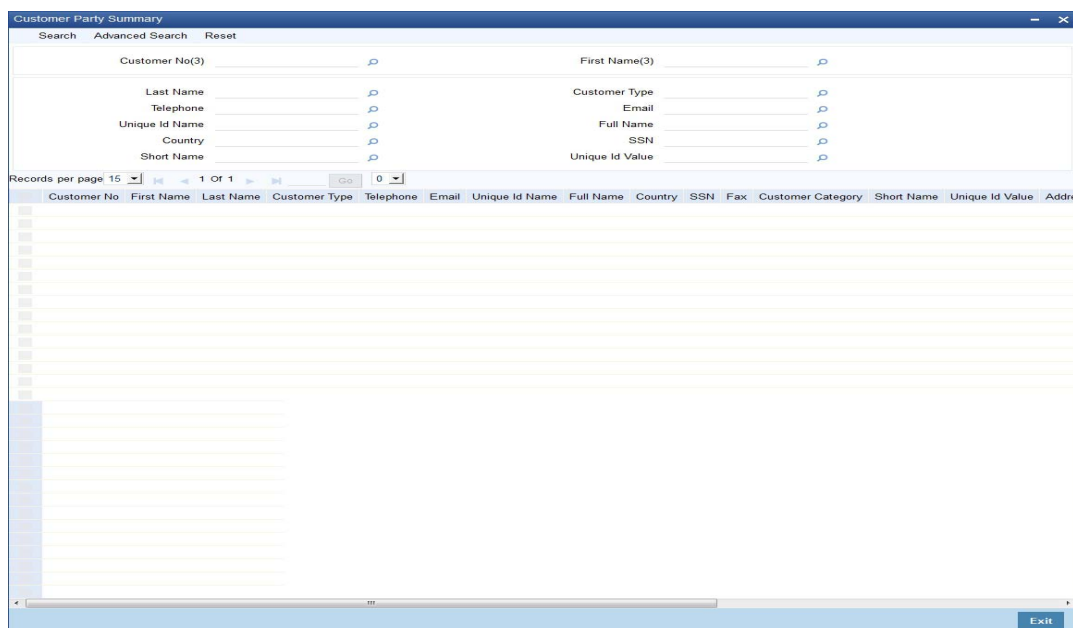 Customer Party Summary
Search Advanced Search Reset
Customer No(3) First Name(3)
Last Name Customer Type
Telephone Email
Unique Id Name Full Name
Country SSN
Short Name Unique Id Value
Records per page 15 1 Of 1 Go 0
Customer No First Name Last Name Customer Type Telephone Email Unique Id Name Full Name Country SSN Fax Customer Category Short Name Unique Id Value Addre
Exit